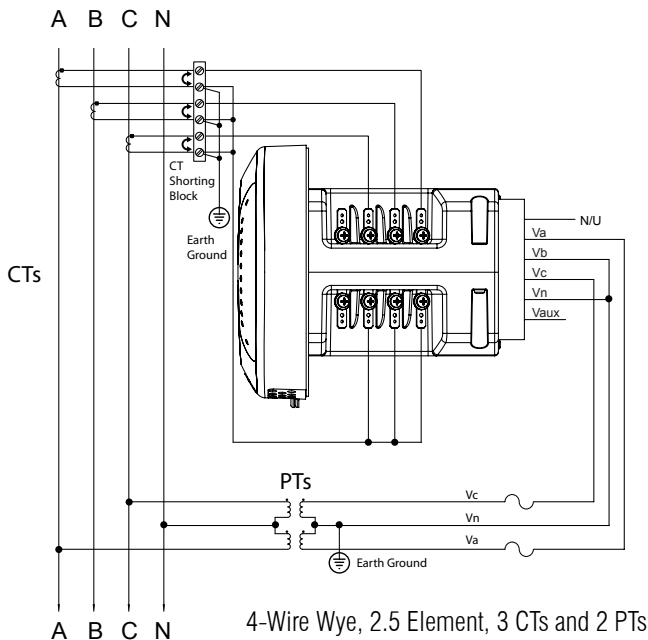 A B C N
CT
Shorting
Block
Earth
Ground
CTs
N/U
Va
Vb
Vc
Vn
Vaux
PTs
Vc
Vn
Va
Earth Ground
A B C N
4-Wire Wye, 2.5 Element, 3 CTs and 2 PTs